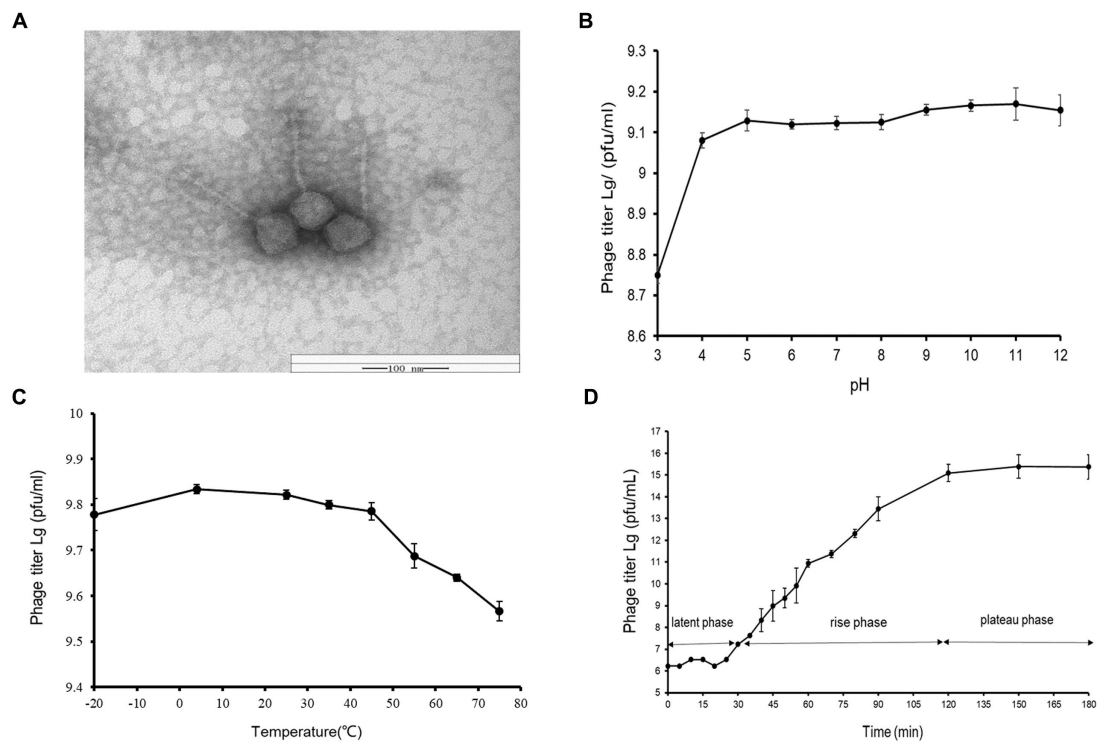 A
100 nm
B
Phage titer Lg/ (pfu/ml)
9.3
9.2
9.1
9
8.9
8.8
8.7
8.6
3 4 5 6 7 8 9 10 11 12
pH
C
Phage titer Lg (pfu/ml)
10
9.9
9.8
9.7
9.6
9.5
9.4
-20 -10 0 10 20 30 40 50 60 70 80
Temperature(℃)
D
Phage titer Lg (pfu/mL)
17
16
15
14
13
12
11
10
9
8
7
6
5
latent phase rise phase plateau phase
0 15 30 45 60 75 90 105 120 135 150 165 180
Time (min)